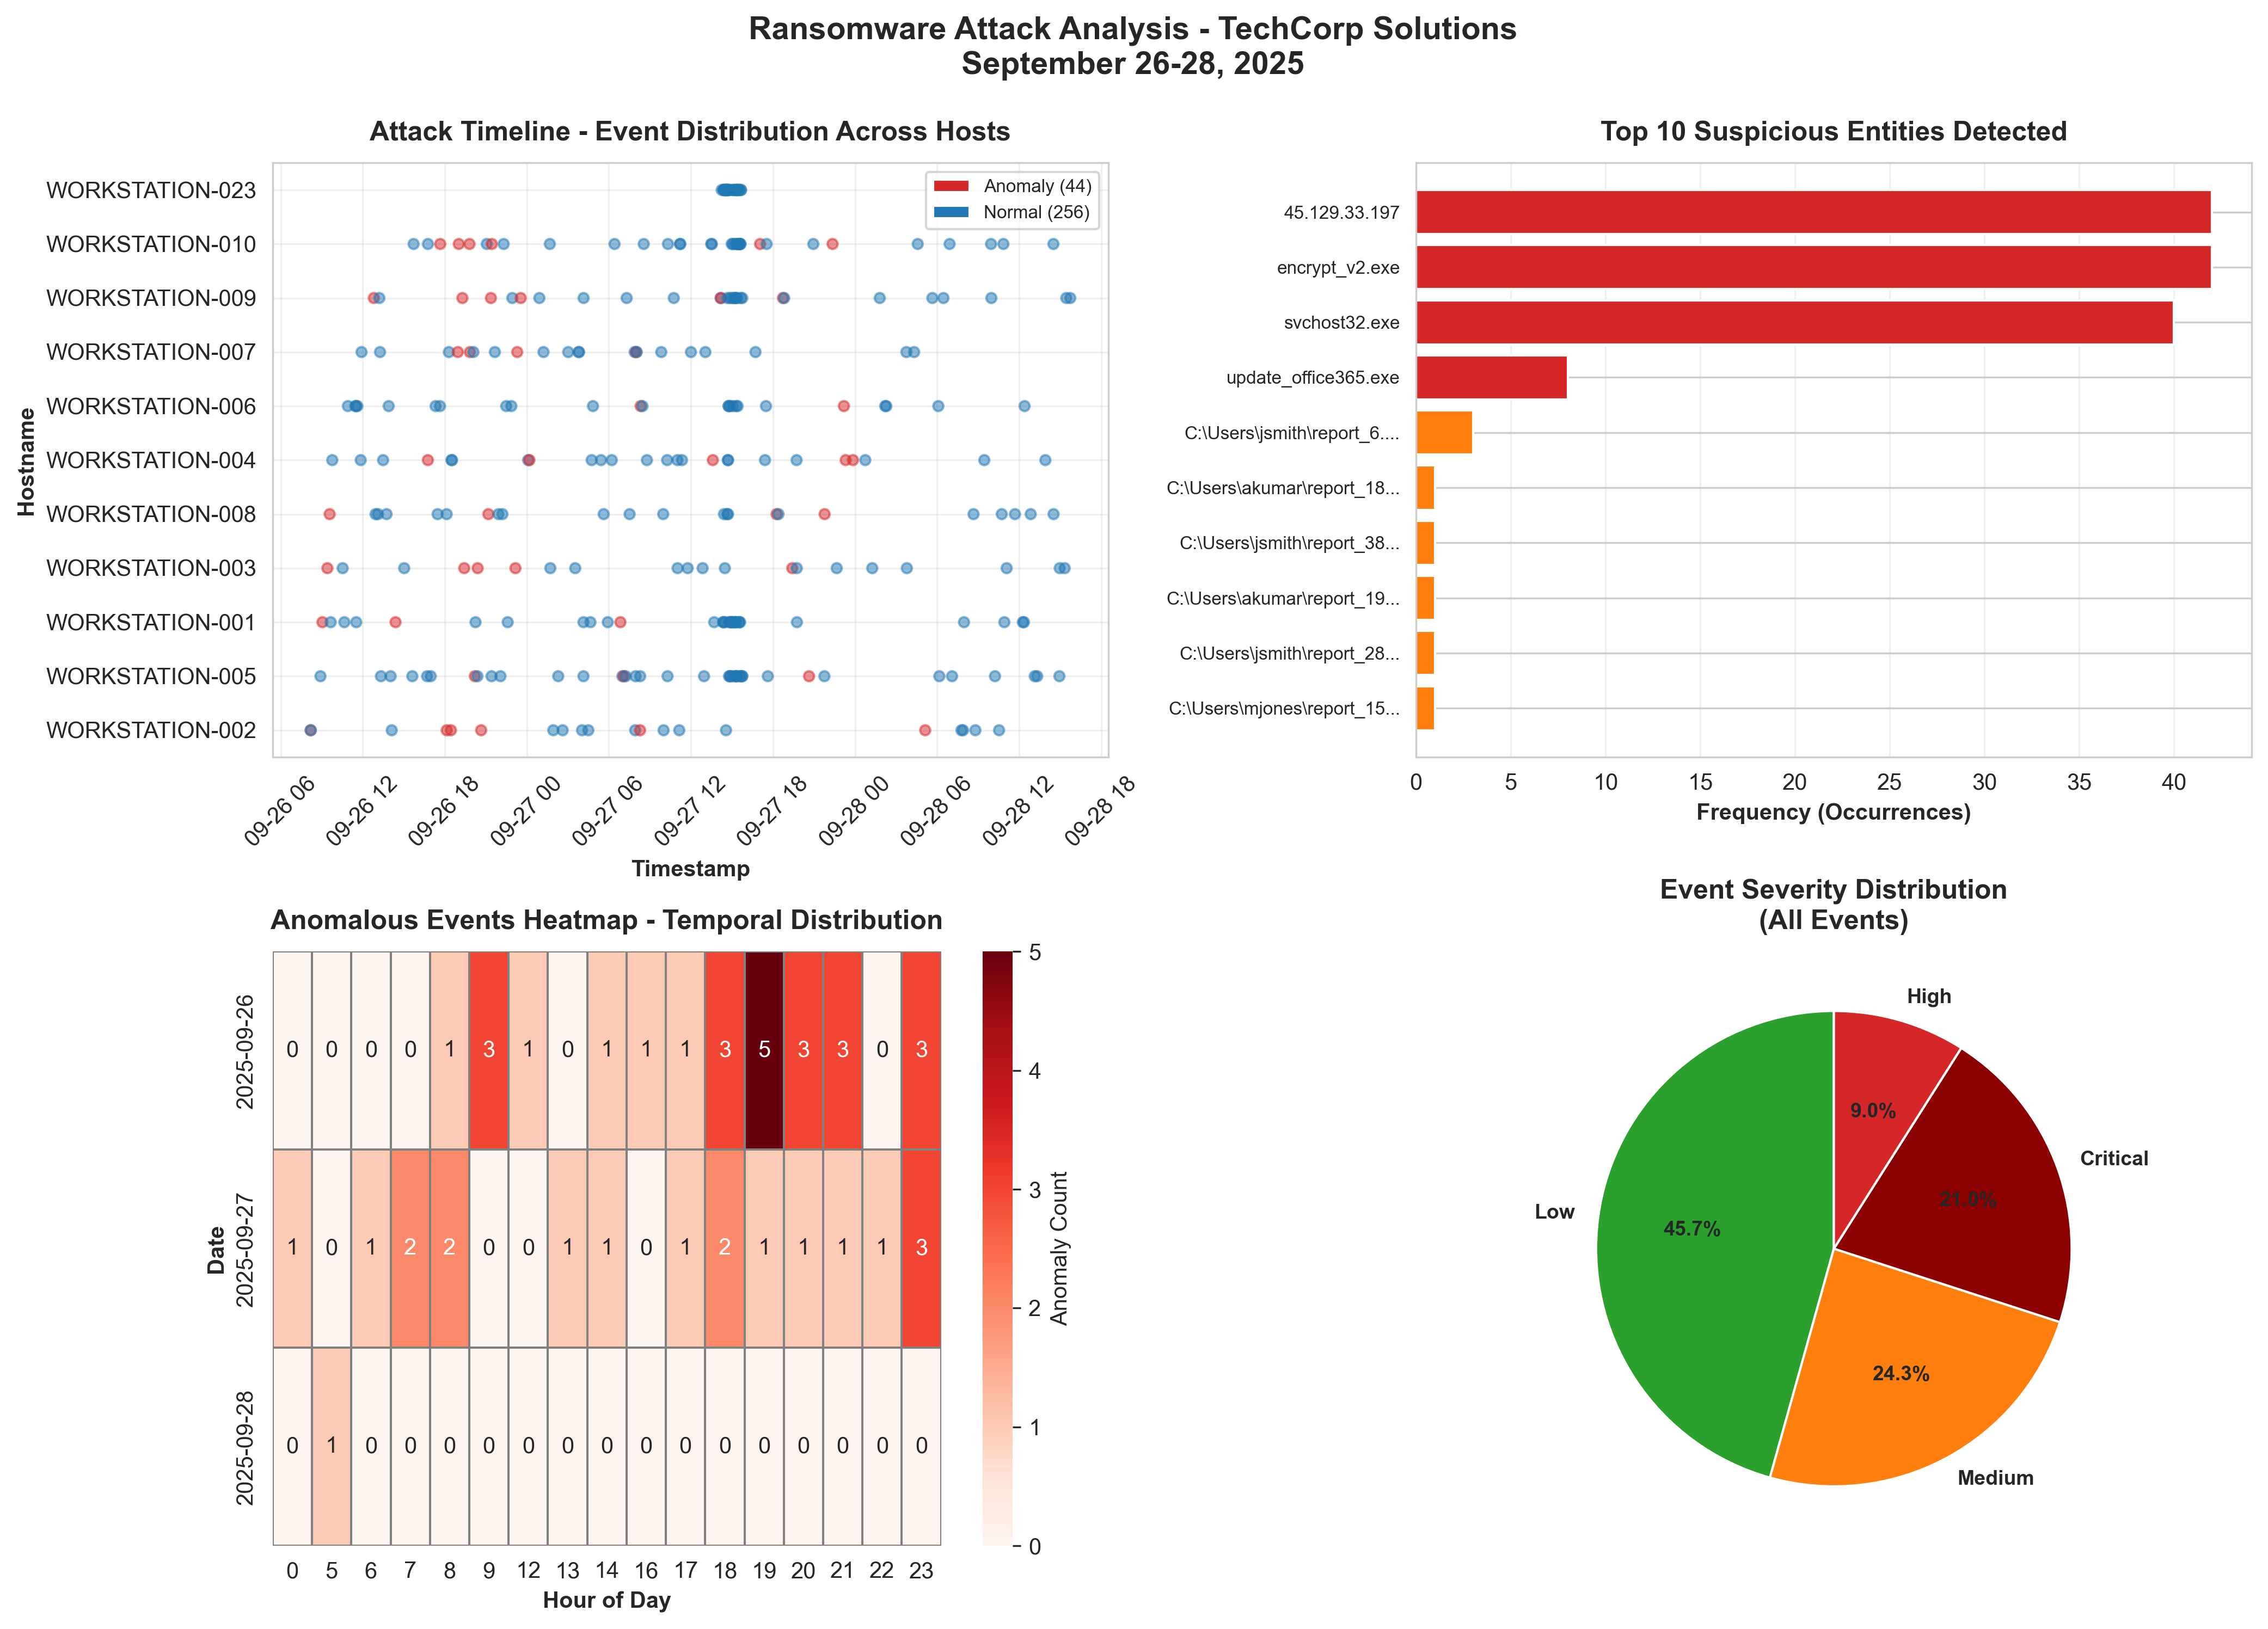 Ransomware Attack Analysis - TechCorp Solutions
September 26-28, 2025
Attack Timeline - Event Distribution Across Hosts
Hostname
WORKSTATION-023
WORKSTATION-010
WORKSTATION-009
WORKSTATION-007
WORKSTATION-006
WORKSTATION-004
WORKSTATION-008
WORKSTATION-003
WORKSTATION-001
WORKSTATION-005
WORKSTATION-002
Anomaly (44)
Normal (256)
09-26 06
09-26 12
09-26 18
09-27 00
09-27 06
09-27 12
09-27 18
09-28 00
09-28 06
09-28 12
09-28 18
Timestamp
Top 10 Suspicious Entities Detected
45.129.33.197
encrypt_v2.exe
svchost32.exe
update_office365.exe
C:\Users\jsmith\report_6....
C:\Users\akumar\report_18...
C:\Users\jsmith\report_38...
C:\Users\akumar\report_19...
C:\Users\jsmith\report_28...
C:\Users\mjones\report_15...
0 5 10 15 20 25 30 35 40
Frequency (Occurrences)
Anomalous Events Heatmap - Temporal Distribution
Date
2025-09-26
0 0 0 0 1 3 1 0 1 1 1 3 5 3 3 0 3
2025-09-27
1 0 1 2 2 0 0 1 1 0 1 2 1 1 1 1 3
2025-09-28
0 1 0 0 0 0 0 0 0 0 0 0 0 0 0 0 0
0 5 6 7 8 9 12 13 14 16 17 18 19 20 21 22 23
Hour of Day
5
4
3
2
1
0
Anomaly Count
Event Severity Distribution
(All Events)
High
9.0%
Critical
21.0%
Low
45.7%
24.3%
Medium